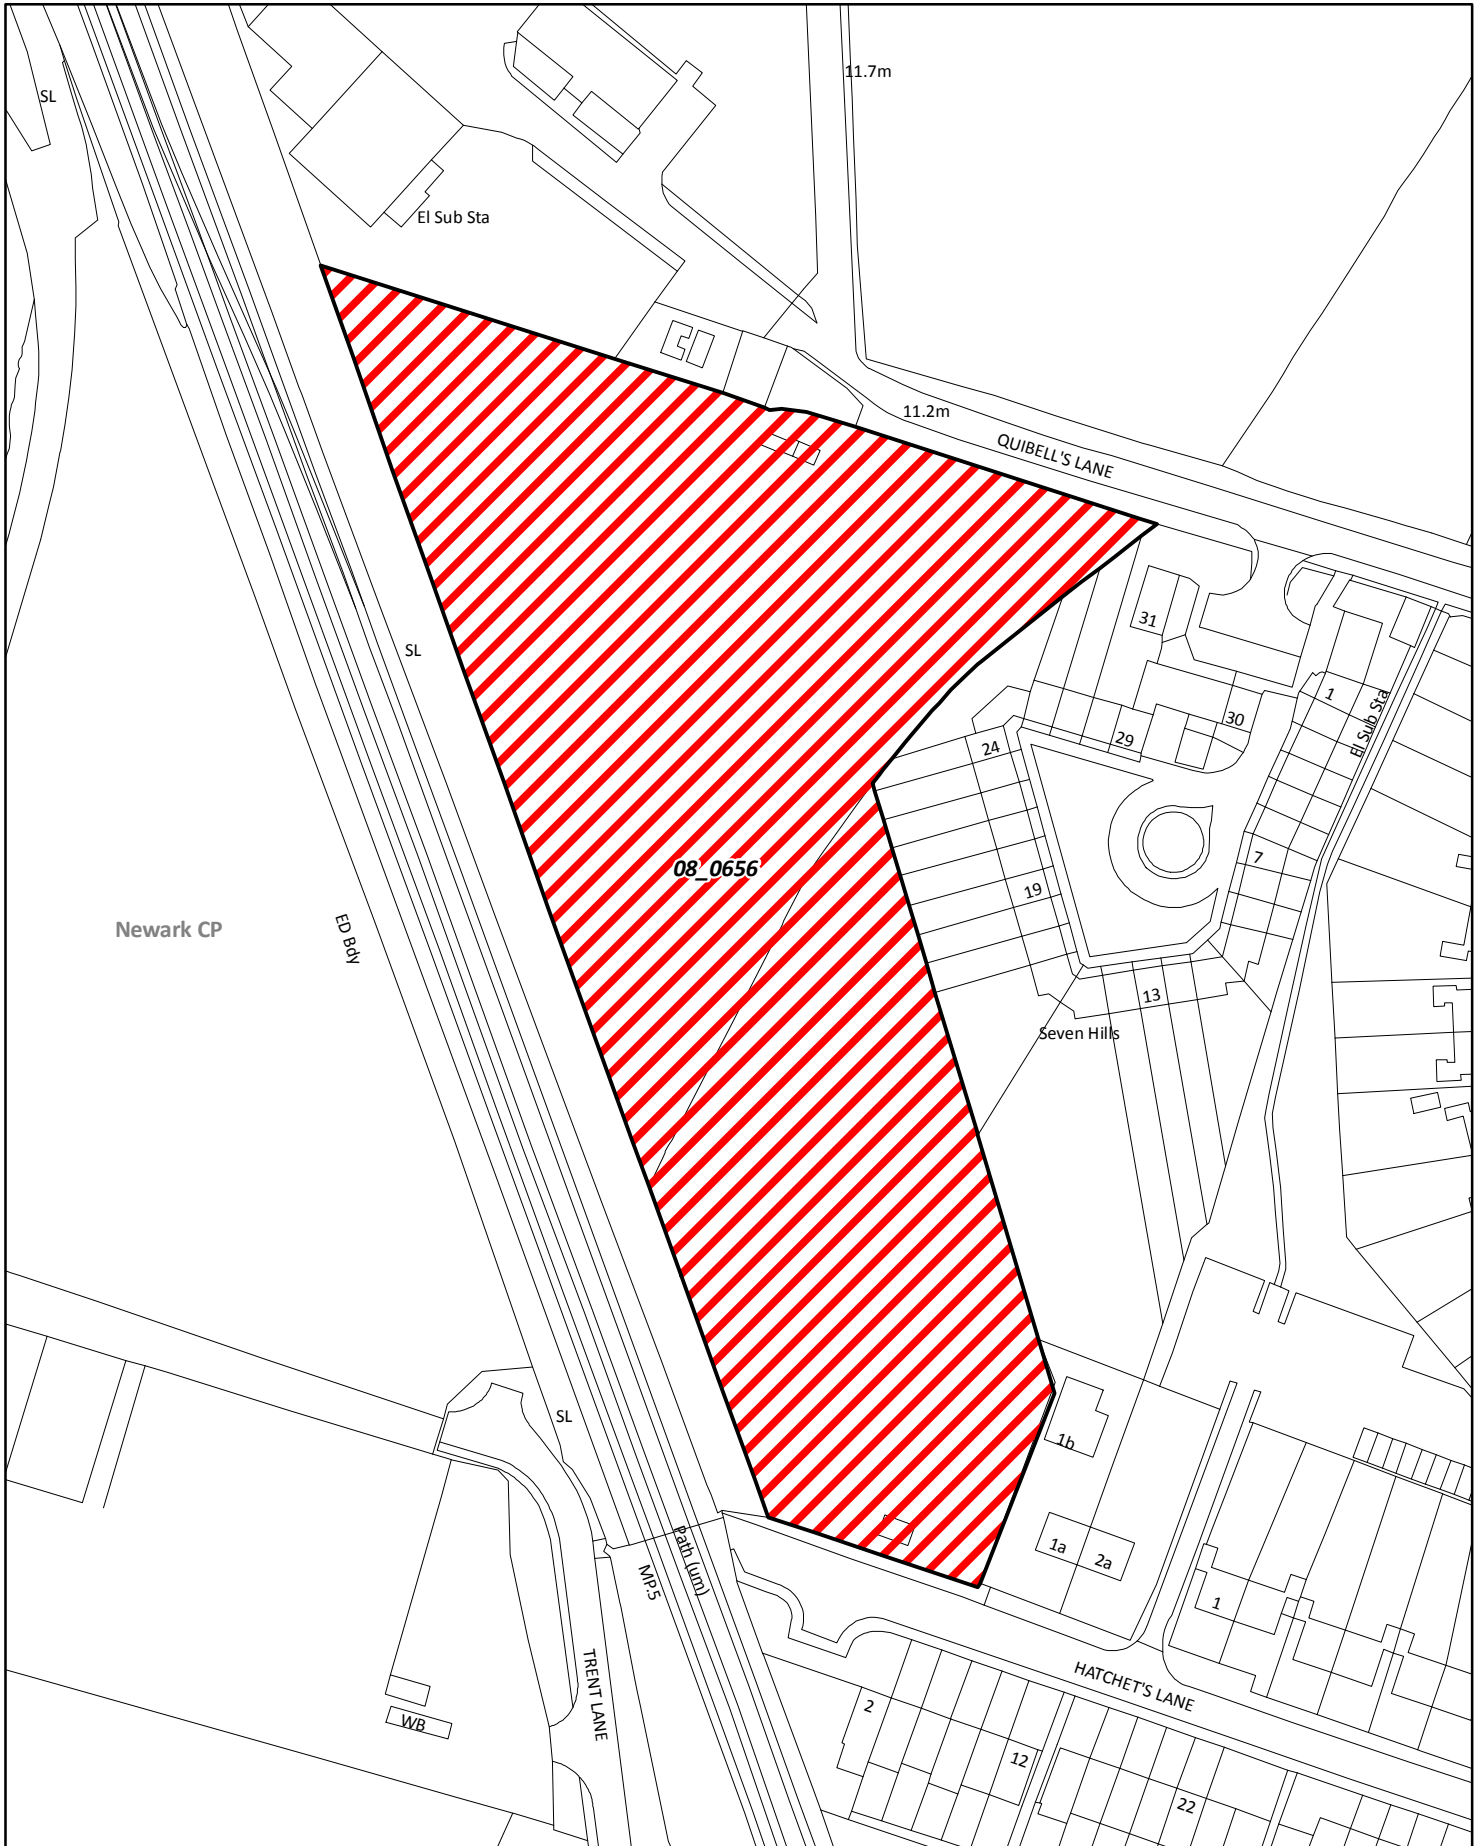 11.7m
SL
El Sub Sta
11.2m
QUIBELL'S LANE
31
SL
1
30
El Sub Sta
29
24
7
08_0656
19
Newark CP
ED Bdy
13
Seven Hills
SL
1b
1a
2a
Path (um)
MP.5
1
TRENT LANE
HATCHET'S LANE
2
WB
12
22